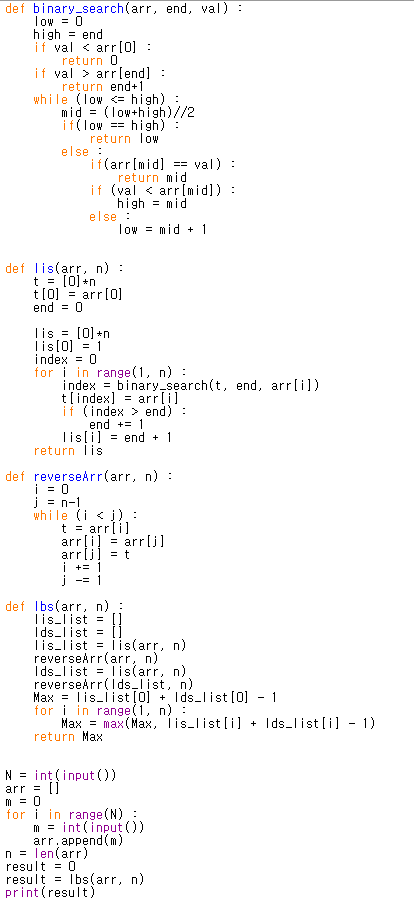 def binary_search(arr, end, val) :
    low = 0
    high = end
    if val < arr[0] :
        return 0
    if val > arr[end] :
        return end+1
    while (low <= high) :
        mid = (low+high)//2
        if(low == high) :
            return low
        else :
            if(arr[mid] == val) :
                return mid
            if (val < arr[mid]) :
                high = mid
            else :
                low = mid + 1

def lis(arr, n) :
    t = [0]*n
    t[0] = arr[0]
    end = 0

    lis = [0]*n
    lis[0] = 1
    index = 0
    for i in range(1, n) :
        index = binary_search(t, end, arr[i])
        t[index] = arr[i]
        if (index > end) :
            end += 1
        lis[i] = end + 1
    return lis

def reverseArr(arr, n) :
    i = 0
    j = n-1
    while (i < j) :
        t = arr[i]
        arr[i] = arr[j]
        arr[j] = t
        i += 1
        j -= 1

def lbs(arr, n) :
    lis_list = []
    lds_list = []
    lis_list = lis(arr, n)
    reverseArr(arr, n)
    lds_list = lis(arr, n)
    reverseArr(lds_list, n)
    Max = lis_list[0] + lds_list[0] - 1
    for i in range(1, n) :
        Max = max(Max, lis_list[i] + lds_list[i] - 1)
    return Max

N = int(input())
arr = []
m = 0
for i in range(N) :
    m = int(input())
    arr.append(m)
n = len(arr)
result = 0
result = lbs(arr, n)
print(result)